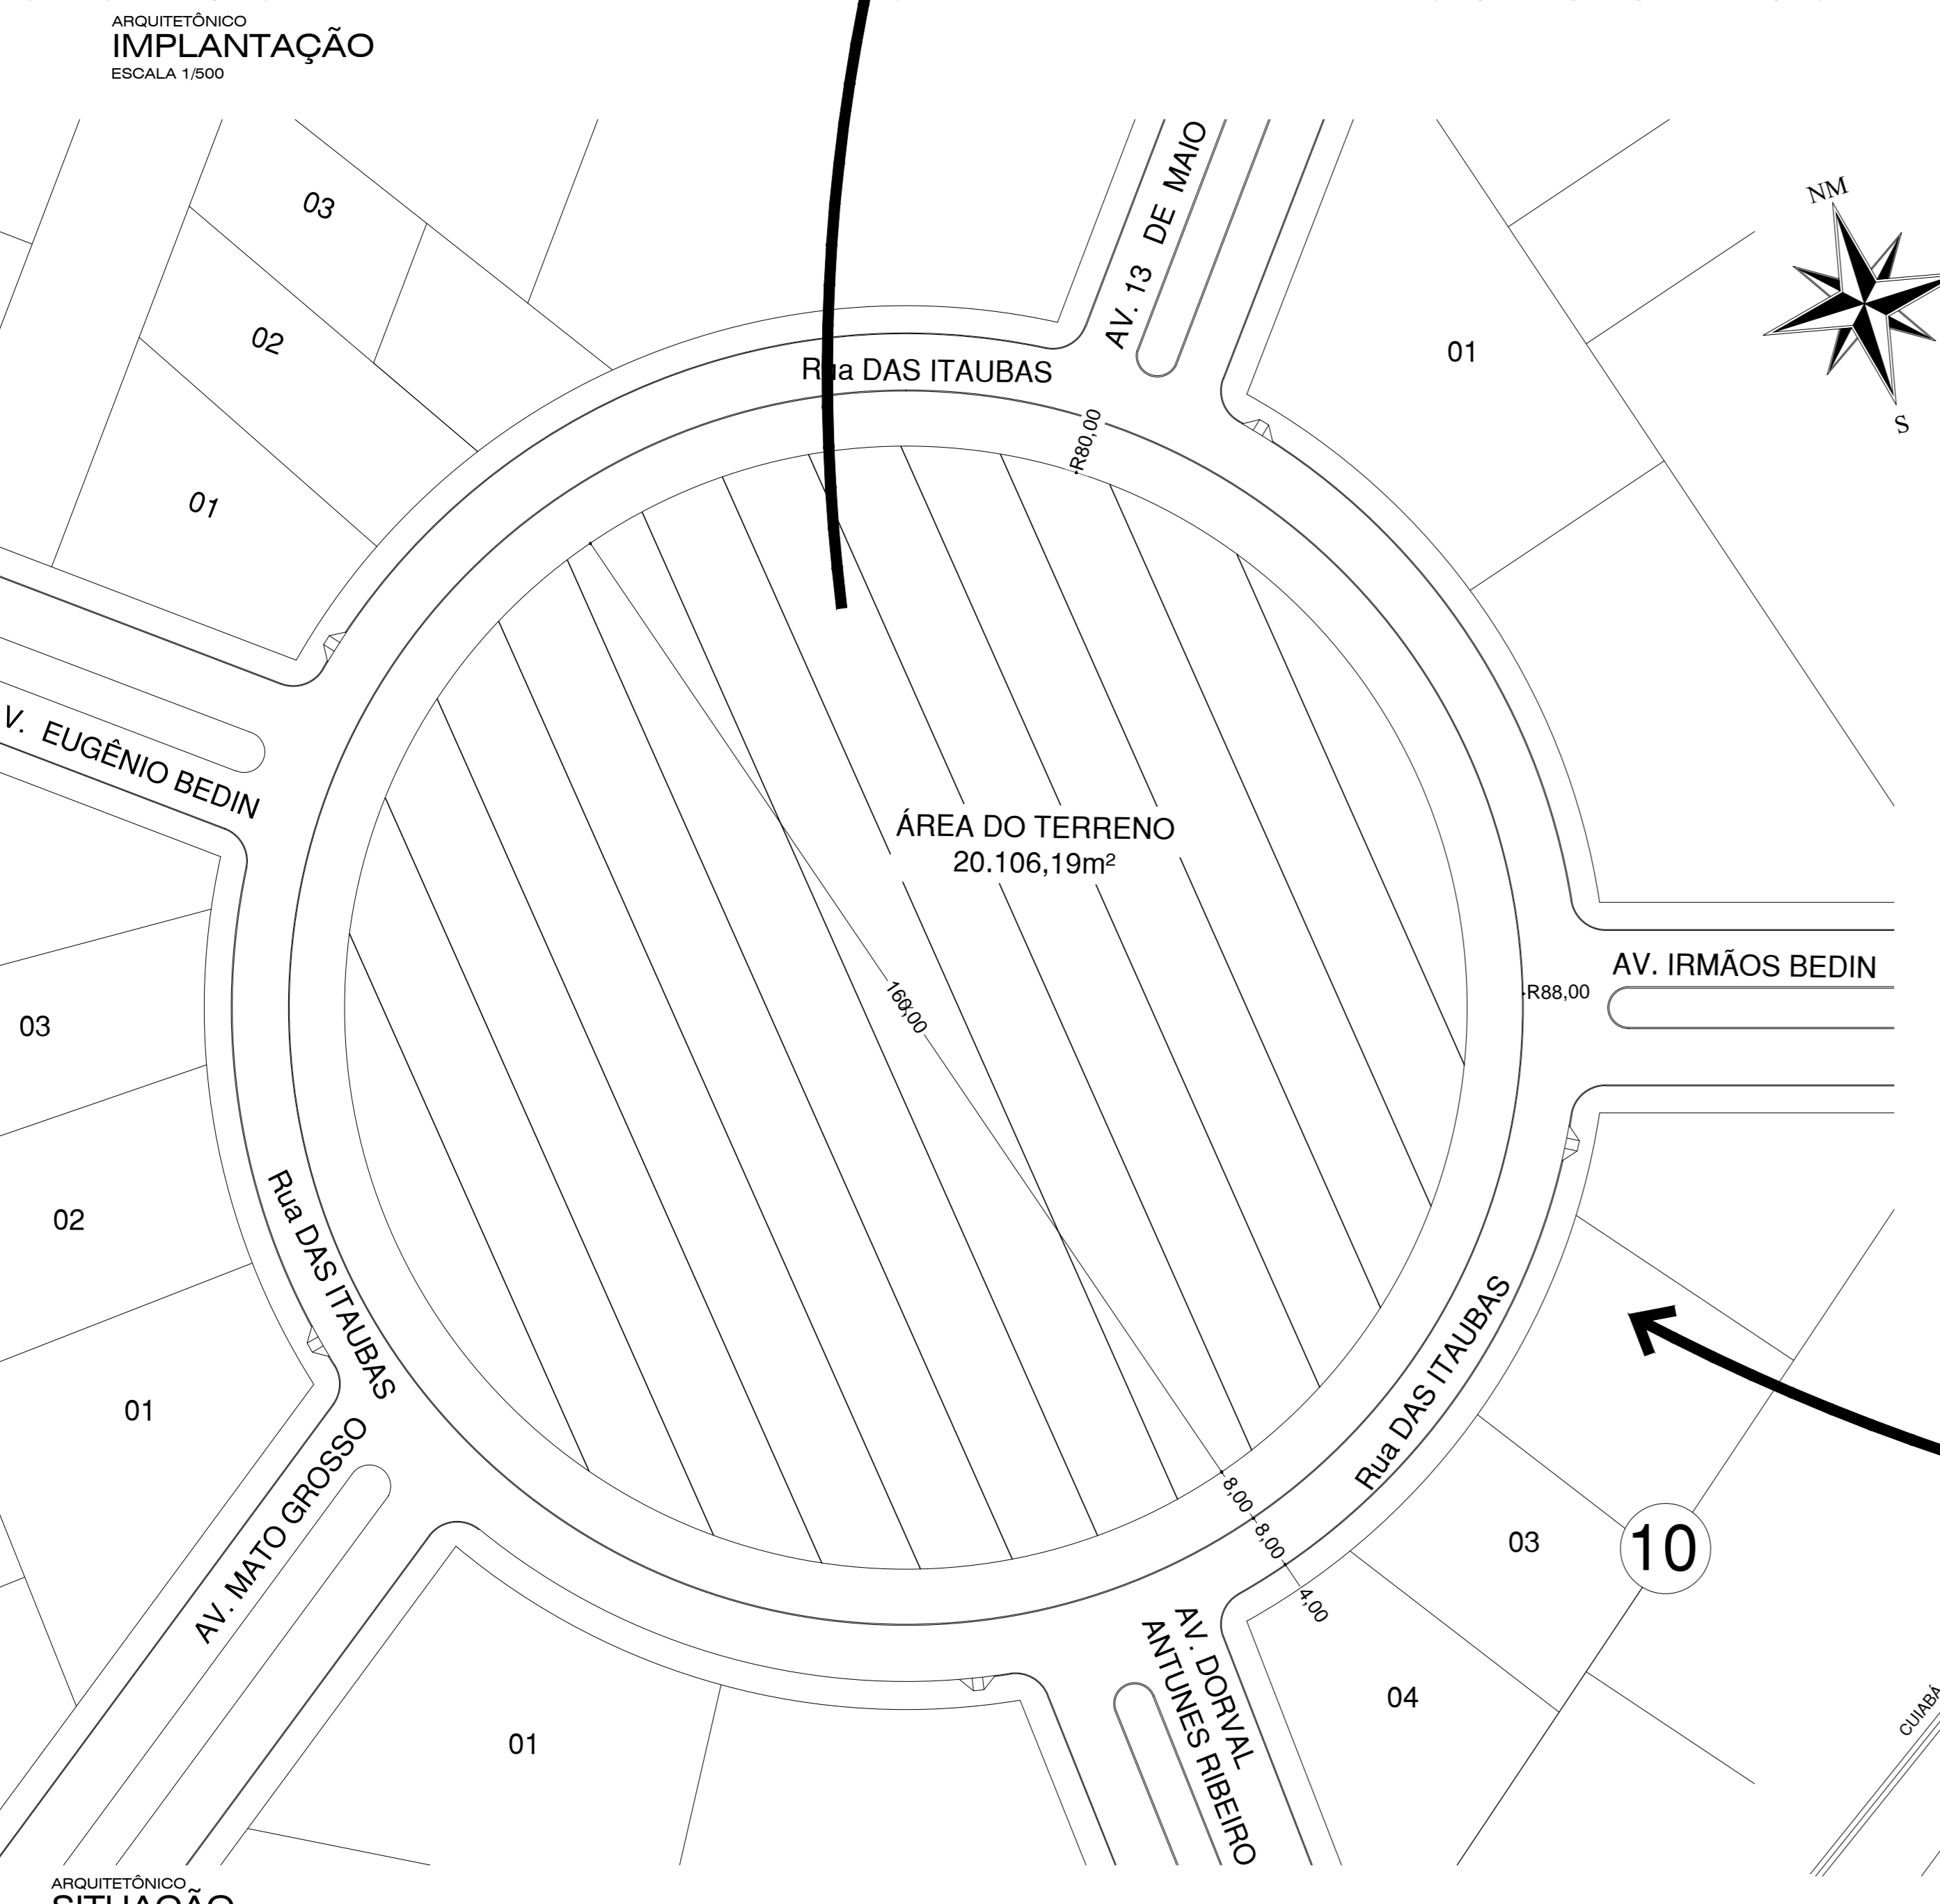 ARQUITETÔNICO
IMPLANTAÇÃO
ESCALA 1/500
03
02
01
AV. 13 DE MAIO
01
NM
S
Rua DAS ITAUBAS
R80,00
V. EUGÊNIO BEDIN
ÁREA DO TERRENO
20.106,19m²
AV. IRMÃOS BEDIN
R88,00
160,00
03
02
01
Rua DAS ITAUBAS
Rua DAS ITAUBAS
AV. MATO GROSSO
8,00
8,00
4,00
03
10
04
01
AV. DORVAL
ANTUNES RIBEIRO
CUIABÁ
ARQUITETÔNICO
SITUAÇÃO